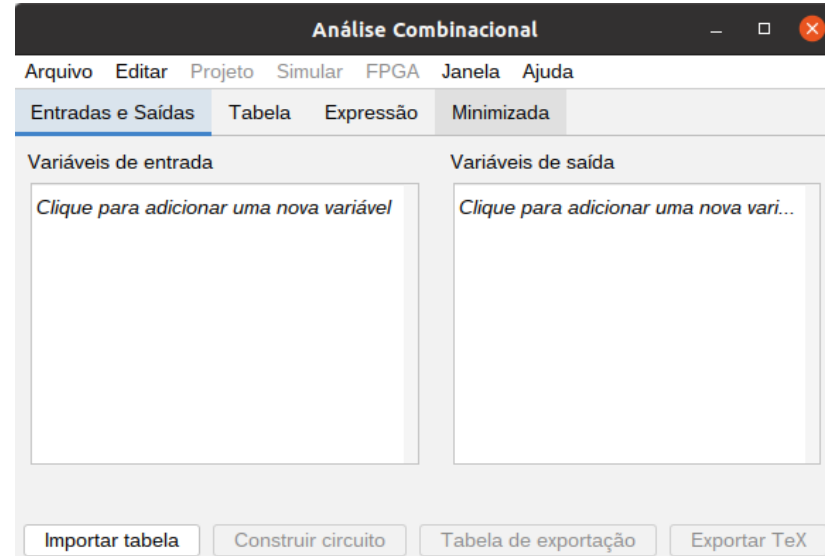 Análise Combinacional
Arquivo Editar Projeto Simular FPGA Janela Ajuda
Entradas e Saídas Tabela Expressão Minimizada
Variáveis de entrada Variáveis de saída
Clique para adicionar uma nova variável Clique para adicionar uma nova vari...
Importar tabela Construir circuito Tabela de exportação Exportar TeX